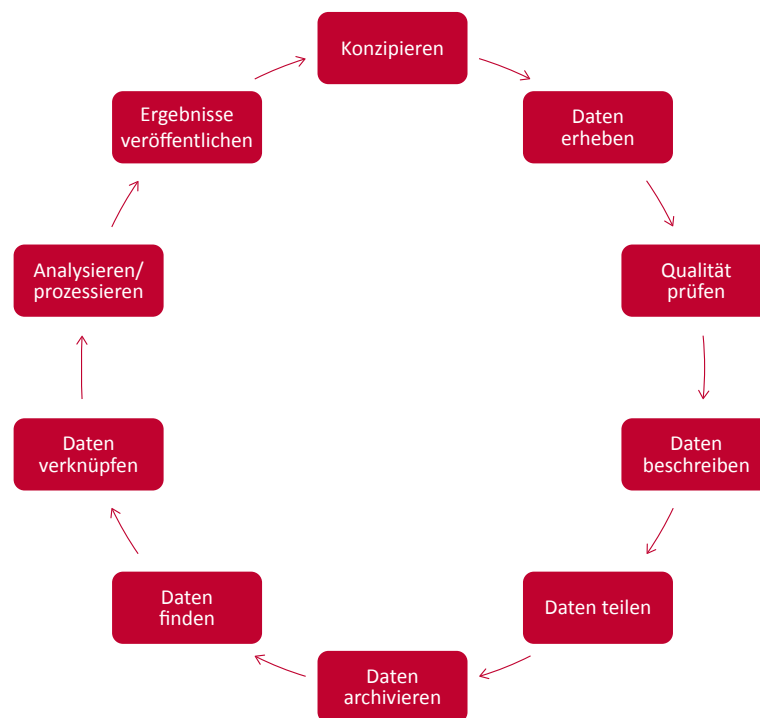 Konzipieren
Daten
erheben
Qualität
prüfen
Daten
beschreiben
Daten teilen
Daten
archivieren
Daten
finden
Daten
verknüpfen
Analysieren/
prozessieren
Ergebnisse
veröffentlichen